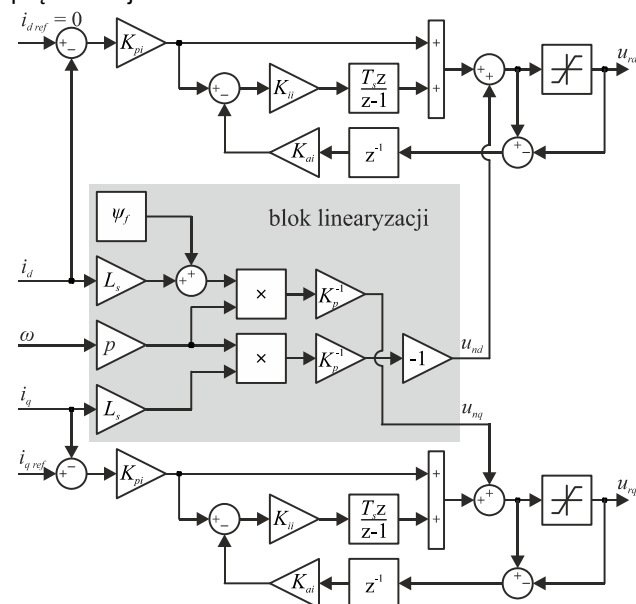 i_d ref = 0
K_pi
+ −
+
+
+ −
K_ii
T_s z
z-1
+
+
u_rd
K_ai
z^-1
+ −
blok linearyzacji
ψ_f
i_d
L_s
+ +
×
K_p^-1
ω
p
×
K_p^-1
-1
u_nd
i_q
L_s
u_nq
i_q ref
+ −
K_pi
+
+
+ −
K_ii
T_s z
z-1
+
+
u_rq
K_ai
z^-1
+ −